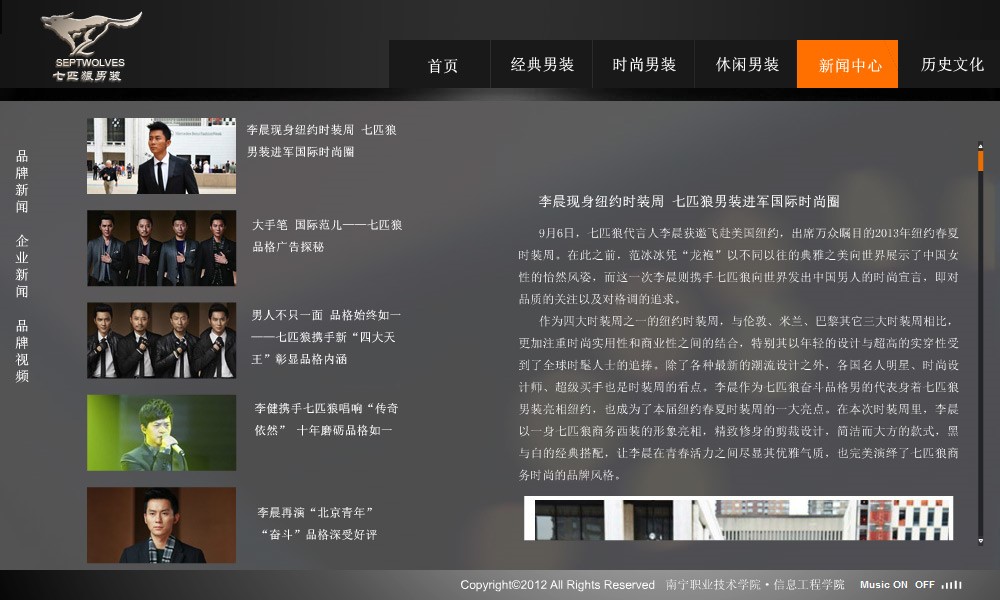 SEPTWOLVES
七匹狼男装
首页
经典男装
时尚男装
休闲男装
新闻中心
历史文化
品牌新闻
企业新闻
品牌视频
李晨现身纽约时装周 七匹狼
男装进军国际时尚圈
大手笔 国际范儿——七匹狼
品格广告探秘
男人不只一面 品格始终如一
——七匹狼携手新“四大天
王”彰显品格内涵
李健携手七匹狼唱响“传奇
依然” 十年磨砺品格如一
李晨再演“北京青年”
“奋斗”品格深受好评
李晨现身纽约时装周 七匹狼男装进军国际时尚圈
9月6日，七匹狼代言人李晨获邀飞赴美国纽约，出席万众瞩目的2013年纽约春夏
时装周。在此之前，范冰冰凭“龙袍”以不同以往的典雅之美向世界展示了中国女
性的怡然风姿，而这一次李晨则携手七匹狼向世界发出中国男人的时尚宣言，即对
品质的关注以及对格调的追求。
作为四大时装周之一的纽约时装周，与伦敦、米兰、巴黎其它三大时装周相比，
更加注重时尚实用性和商业性之间的结合，特别其以年轻的设计与超高的实穿性受
到了全球时髦人士的追捧。除了各种最新的潮流设计之外，各国名人明星、时尚设
计师、超级买手也是时装周的看点。李晨作为七匹狼奋斗品格男的代表身着七匹狼
男装亮相纽约，也成为了本届纽约春夏时装周的一大亮点。在本次时装周里，李晨
以一身七匹狼商务西装的形象亮相，精致修身的剪裁设计，简洁而大方的款式，黑
与白的经典搭配，让李晨在青春活力之间尽显其优雅气质，也完美演绎了七匹狼商
务时尚的品牌风格。
Copyright©2012 All Rights Reserved 南宁职业技术学院·信息工程学院 Music ON OFF